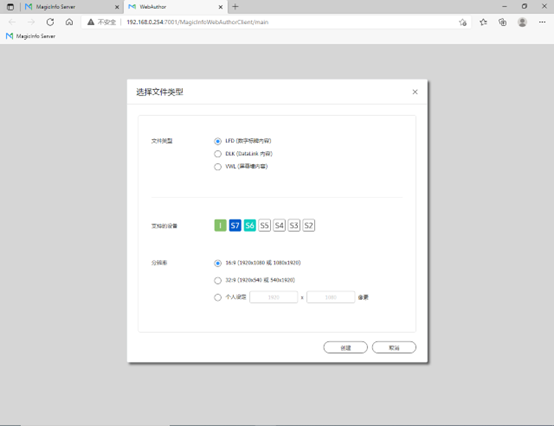 MagicInfo Server
WebAuthor
不安全
192.168.0.254:7001/MagicInfoWebAuthorClient/main
MagicInfo Server
选择文件类型
文件类型
LFD (数字标牌内容)
DLK (DataLink 内容)
VWL (屏幕墙内容)
支持的设备
I S7 S6 S5 S4 S3 S2
分辨率
16:9 (1920x1080 或 1080x1920)
32:9 (1920x540 或 540x1920)
个人设定 1920 x 1080 像素
创建
取消